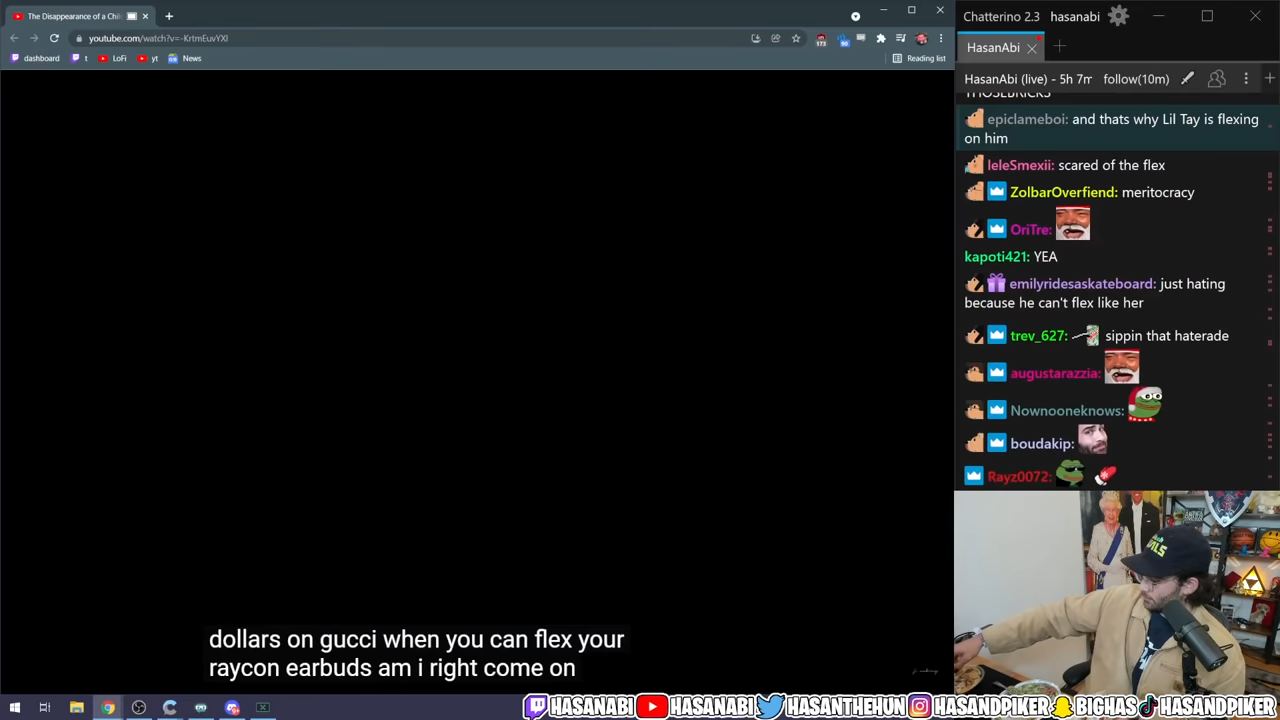 The Disappearance of a Chil
youtube.com/watch?v=-KrtmEuvYXI
173
90
dashboard
t
LoFi
yt
News
Reading list
Chatterino 2.3
hasanabi
HasanAbi
HasanAbi (live) - 5h 7m
follow(10m)
THOSEBRICKS
epiclameboi: and thats why Lil Tay is flexing
on him
leleSmexii: scared of the flex
ZolbarOverfiend: meritocracy
OriTre:
kapoti421: YEA
emilyridesaskateboard: just hating
because he can't flex like her
trev_627: sippin that haterade
augustarazzia:
Nownooneknows:
boudakip:
Rayz0072:
dollars on gucci when you can flex your
raycon earbuds am i right come on
HASANABI
HASANABI
HASANTHEHUN
HASANDPIKER
BIGHAS
HASANDPIKER